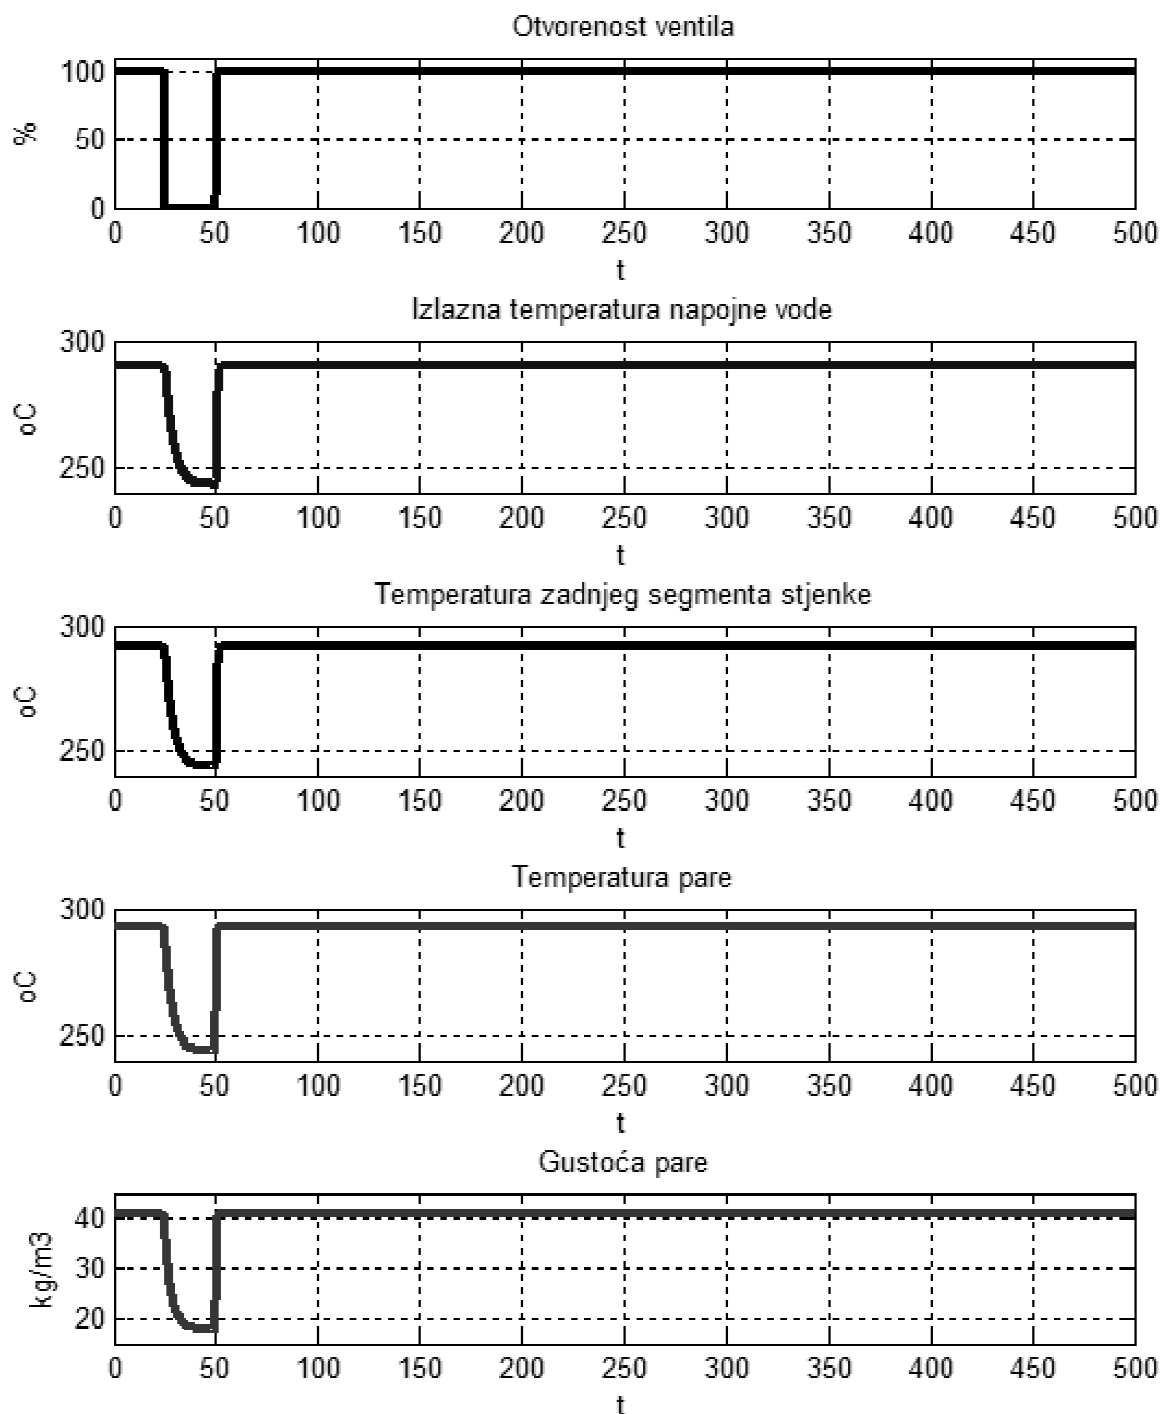 Otvorenost ventila
100
50
0
%
0 50 100 150 200 250 300 350 400 450 500
t
Izlazna temperatura napojne vode
300
250
oC
0 50 100 150 200 250 300 350 400 450 500
t
Temperatura zadnjeg segmenta stjenke
300
250
oC
0 50 100 150 200 250 300 350 400 450 500
t
Temperatura pare
300
250
oC
0 50 100 150 200 250 300 350 400 450 500
t
Gustoća pare
40
30
20
kg/m3
0 50 100 150 200 250 300 350 400 450 500
t